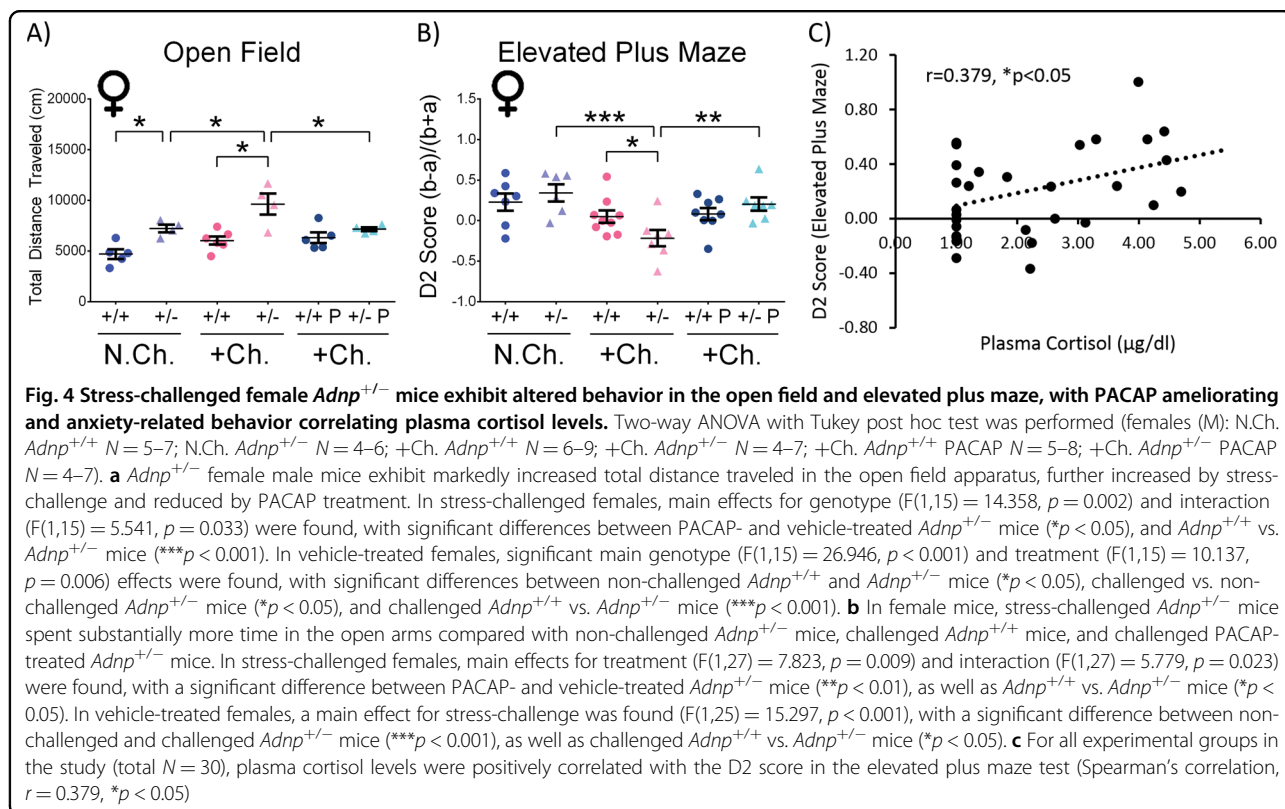 A)
Open Field
Total Distance Traveled (cm)
20000
15000
10000
5000
0
*
*
*
*
+/+ +/- +/+ +/- +/+ P +/- P
N.Ch. +Ch. +Ch.
B)
Elevated Plus Maze
D2 Score (b-a)/(b+a)
1.5
1.0
0.5
0.0
-0.5
-1.0
***
**
*
+/+ +/- +/+ +/- +/+ P +/- P
N.Ch. +Ch. +Ch.
C)
D2 Score (Elevated Plus Maze)
1.20
0.80
0.40
0.00
-0.40
-0.80
r=0.379, *p<0.05
0.00 1.00 2.00 3.00 4.00 5.00 6.00
Plasma Cortisol (µg/dl)
Fig. 4 Stress-challenged female Adnp+/− mice exhibit altered behavior in the open field and elevated plus maze, with PACAP ameliorating
and anxiety-related behavior correlating plasma cortisol levels. Two-way ANOVA with Tukey post hoc test was performed (females (M): N.Ch.
Adnp+/+ N = 5–7; N.Ch. Adnp+/− N = 4–6; +Ch. Adnp+/+ N = 6–9; +Ch. Adnp+/− N = 4–7; +Ch. Adnp+/+ PACAP N = 5–8; +Ch. Adnp+/− PACAP
N = 4–7). a Adnp+/− female male mice exhibit markedly increased total distance traveled in the open field apparatus, further increased by stress-
challenge and reduced by PACAP treatment. In stress-challenged females, main effects for genotype (F(1,15) = 14.358, p = 0.002) and interaction
(F(1,15) = 5.541, p = 0.033) were found, with significant differences between PACAP- and vehicle-treated Adnp+/− mice (*p < 0.05), and Adnp+/+ vs.
Adnp+/− mice (***p < 0.001). In vehicle-treated females, significant main genotype (F(1,15) = 26.946, p < 0.001) and treatment (F(1,15) = 10.137,
p = 0.006) effects were found, with significant differences between non-challenged Adnp+/+ and Adnp+/− mice (*p < 0.05), challenged vs. non-
challenged Adnp+/− mice (*p < 0.05), and challenged Adnp+/+ vs. Adnp+/− mice (***p < 0.001). b In female mice, stress-challenged Adnp+/− mice
spent substantially more time in the open arms compared with non-challenged Adnp+/− mice, challenged Adnp+/+ mice, and challenged PACAP-
treated Adnp+/− mice. In stress-challenged females, main effects for treatment (F(1,27) = 7.823, p = 0.009) and interaction (F(1,27) = 5.779, p = 0.023)
were found, with a significant difference between PACAP- and vehicle-treated Adnp+/− mice (**p < 0.01), as well as Adnp+/+ vs. Adnp+/− mice (*p <
0.05). In vehicle-treated females, a main effect for stress-challenge was found (F(1,25) = 15.297, p < 0.001), with a significant difference between non-
challenged and challenged Adnp+/− mice (***p < 0.001), as well as challenged Adnp+/+ vs. Adnp+/− mice (*p < 0.05). c For all experimental groups in
the study (total N = 30), plasma cortisol levels were positively correlated with the D2 score in the elevated plus maze test (Spearman's correlation,
r = 0.379, *p < 0.05)